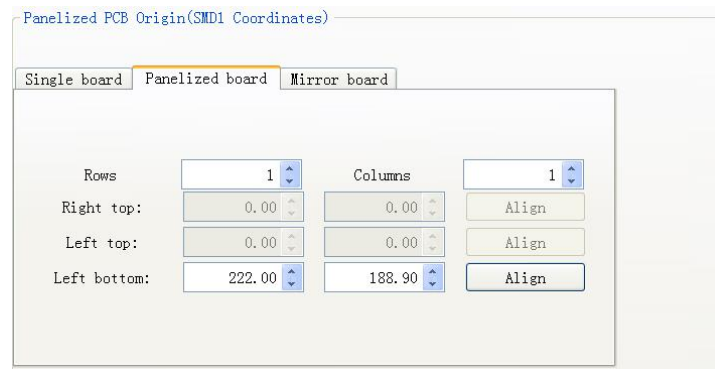 Panelized PCB Origin(SMD1 Coordinates)
Single board Panelized board Mirror board
Rows 1 Columns 1
Right top: 0.00 0.00 Align
Left top: 0.00 0.00 Align
Left bottom: 222.00 188.90 Align